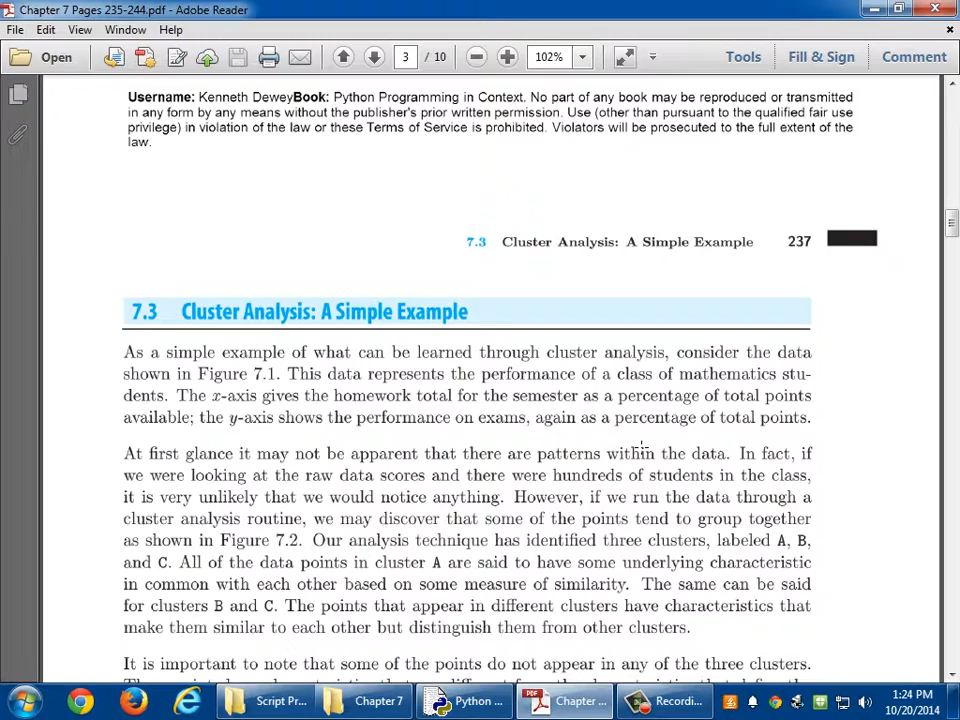 Chapter 7 Pages 235-244.pdf - Adobe Reader
File Edit View Window Help
Open 3 / 10 102% Tools Fill & Sign Comment
Username: Kenneth DeweyBook: Python Programming in Context. No part of any book may be reproduced or transmitted
in any form by any means without the publisher's prior written permission. Use (other than pursuant to the qualified fair use
privilege) in violation of the law or these Terms of Service is prohibited. Violators will be prosecuted to the full extent of the
law.
7.3 Cluster Analysis: A Simple Example 237
7.3 Cluster Analysis: A Simple Example
As a simple example of what can be learned through cluster analysis, consider the data
shown in Figure 7.1. This data represents the performance of a class of mathematics stu-
dents. The x-axis gives the homework total for the semester as a percentage of total points
available; the y-axis shows the performance on exams, again as a percentage of total points.
At first glance it may not be apparent that there are patterns within the data. In fact, if
we were looking at the raw data scores and there were hundreds of students in the class,
it is very unlikely that we would notice anything. However, if we run the data through a
cluster analysis routine, we may discover that some of the points tend to group together
as shown in Figure 7.2. Our analysis technique has identified three clusters, labeled A, B,
and C. All of the data points in cluster A are said to have some underlying characteristic
in common with each other based on some measure of similarity. The same can be said
for clusters B and C. The points that appear in different clusters have characteristics that
make them similar to each other but distinguish them from other clusters.
It is important to note that some of the points do not appear in any of the three clusters.
Script Pr... Chapter 7 Python ... Chapter ... Recordi... 1:24 PM
10/20/2014